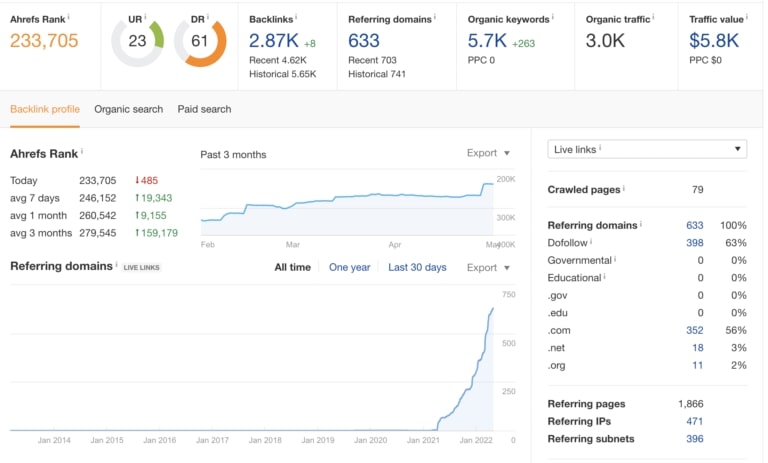 Ahrefs Rank i
233,705
UR i
23
DR i
61
Backlinks i
2.87K +8
Recent 4.62K
Historical 5.65K
Referring domains i
633
Recent 703
Historical 741
Organic keywords i
5.7K +263
PPC 0
Organic traffic i
3.0K
Traffic value i
$5.8K
PPC $0
Backlink profile Organic search Paid search
Ahrefs Rank i
Today 233,705 ↓485
avg 7 days 246,152 ↑19,343
avg 1 month 260,542 ↑9,155
avg 3 months 279,545 ↑159,179
Past 3 months Export ▼
200K
300K
400K
Feb Mar Apr May
Referring domains i LIVE LINKS All time One year Last 30 days Export ▼
750
500
250
0
Jan 2014 Jan 2015 Jan 2016 Jan 2017 Jan 2018 Jan 2019 Jan 2020 Jan 2021 Jan 2022
Live links i ▼
Crawled pages i 79
Referring domains i 633 100%
Dofollow i 398 63%
Governmental i 0 0%
Educational i 0 0%
.gov 0 0%
.edu 0 0%
.com 352 56%
.net 18 3%
.org 11 2%
Referring pages 1,866
Referring IPs 471
Referring subnets 396